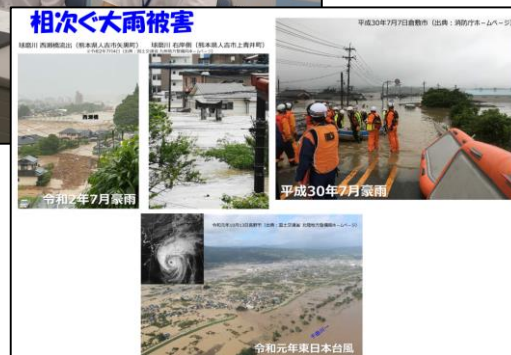 相次ぐ大雨被害
球磨川 西瀬橋流出（熊本県人吉市矢黒町）
球磨川 右岸側（熊本県人吉市上青井町）
西瀬橋
令和2年7月豪雨
平成30年7月7日倉敷市（出典：消防庁ホームページ）
平成30年7月豪雨
令和元年東日本台風